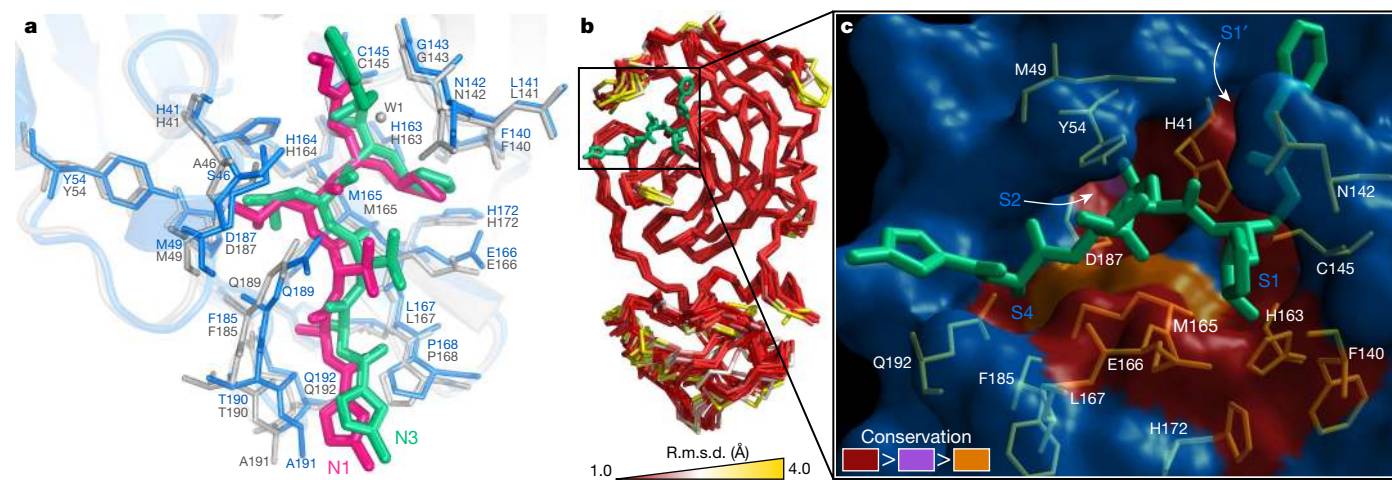 a
C145
C145
G143
G143
N142
N142
L141
L141
W1
H41
H41
H163
H163
H164
H164
F140
F140
A46
S46
Y54
Y54
M165
M165
H172
H172
M49
M49
D187
D187
E166
E166
Q189
Q189
L167
L167
F185
F185
P168
P168
Q192
Q192
T190
T190
A191
A191
N1
N3
b
R.m.s.d. (Å)
1.0
4.0
c
S1′
M49
Y54
H41
N142
S2
D187
C145
S1
S4
M165
H163
F140
Q192
F185
E166
L167
H172
Conservation
> >